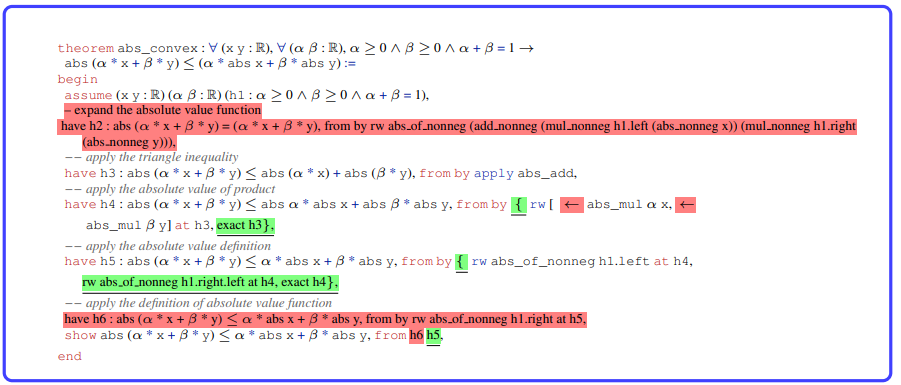 theorem abs_convex : ∀ (x y : ℝ), ∀ (α β : ℝ), α ≥ 0 ∧ β ≥ 0 ∧ α + β = 1 →
abs (α * x + β * y) ≤ (α * abs x + β * abs y) :=
begin
assume (x y : ℝ) (α β : ℝ) (h1 : α ≥ 0 ∧ β ≥ 0 ∧ α + β = 1),
– expand the absolute value function
have h2 : abs (α * x + β * y) = (α * x + β * y), from by rw abs_of_nonneg (add_nonneg (mul_nonneg h1.left (abs_nonneg x)) (mul_nonneg h1.right
(abs_nonneg y))),
−− apply the triangle inequality
have h3 : abs (α * x + β * y) ≤ abs (α * x) + abs (β * y), from by apply abs_add,
−− apply the absolute value of product
have h4 : abs (α * x + β * y) ≤ abs α * abs x + abs β * abs y, from by { rw [ ← abs_mul α x, ←
abs_mul β y] at h3, exact h3},
−− apply the absolute value definition
have h5 : abs (α * x + β * y) ≤ α * abs x + β * abs y, from by { rw abs_of_nonneg h1.left at h4,
rw abs_of_nonneg h1.right.left at h4, exact h4},
−− apply the definition of absolute value function
have h6 : abs (α * x + β * y) ≤ α * abs x + β * abs y, from by rw abs_of_nonneg h1.right at h5,
show abs (α * x + β * y) ≤ α * abs x + β * abs y, from h6 h5,
end